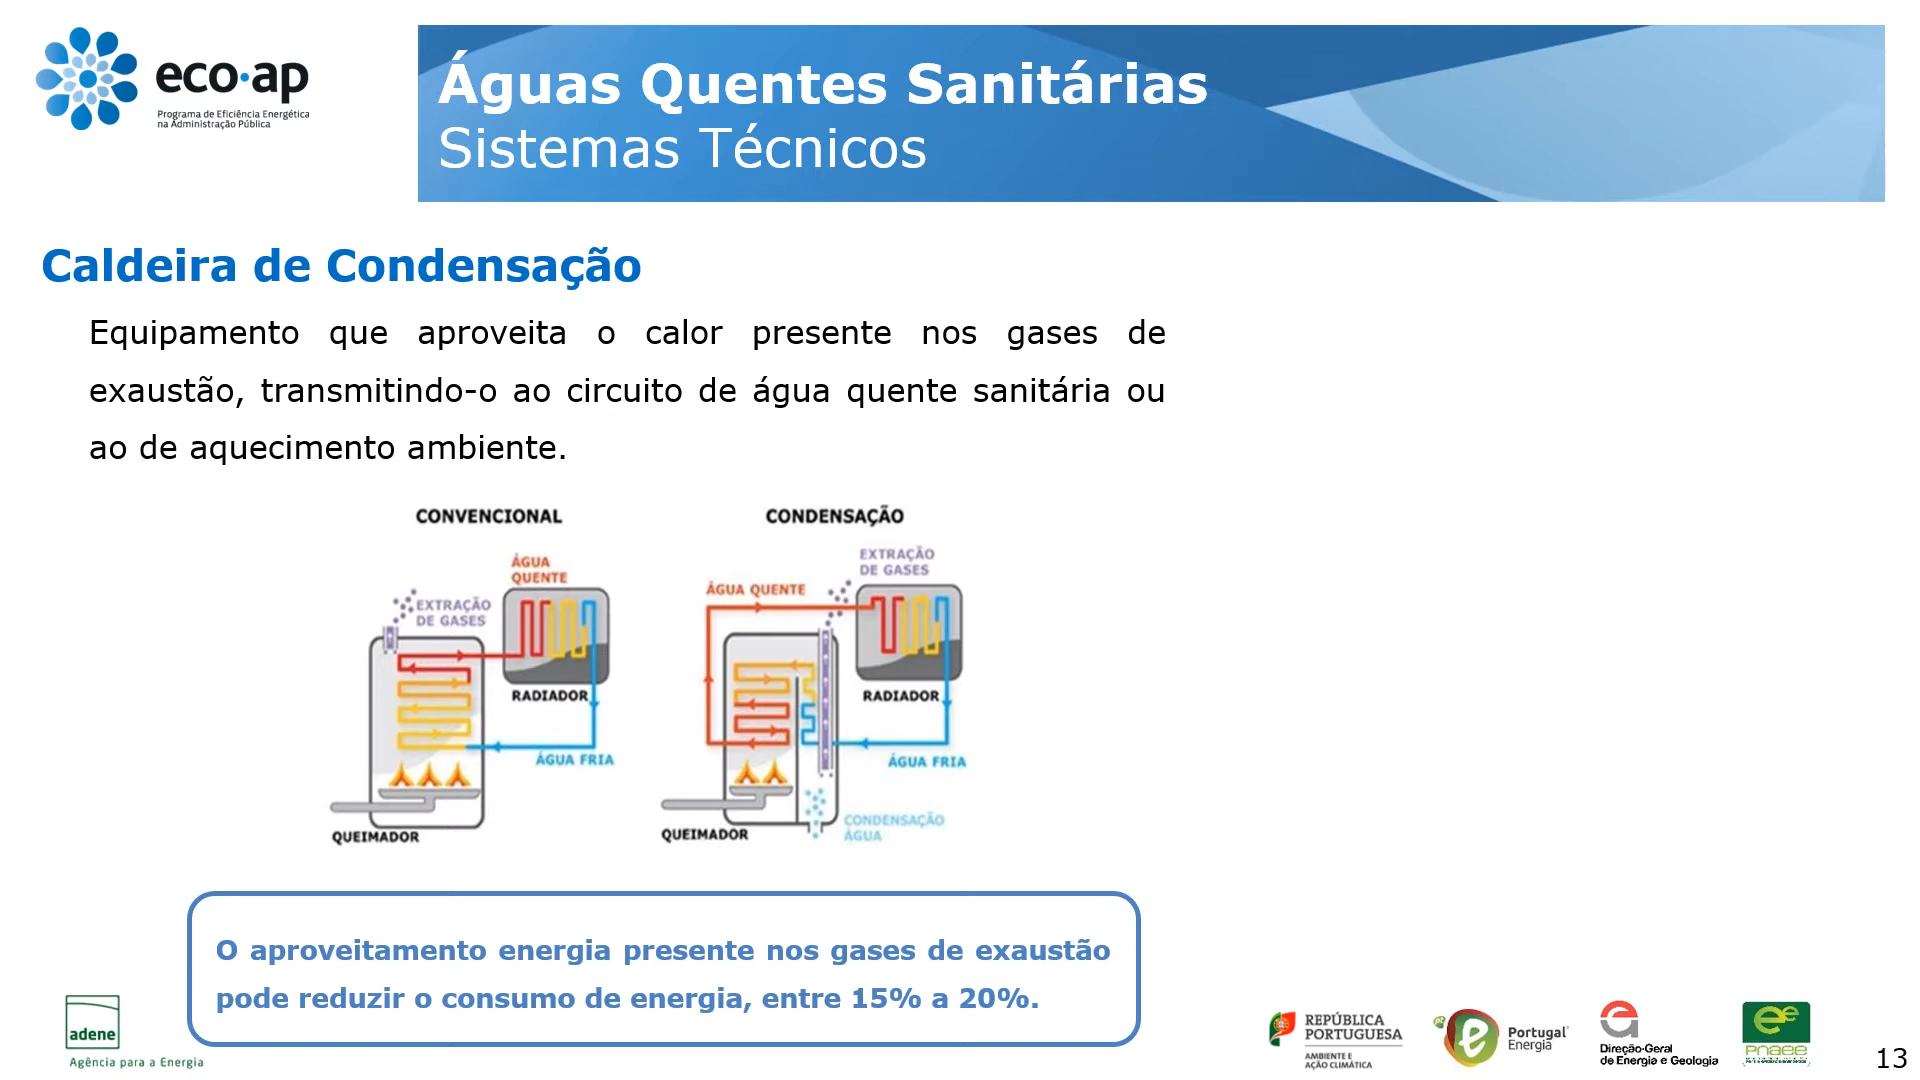 eco·ap
Programa de Eficiência Energética
na Administração Pública
Águas Quentes Sanitárias
Sistemas Técnicos
Caldeira de Condensação
Equipamento que aproveita o calor presente nos gases de
exaustão, transmitindo-o ao circuito de água quente sanitária ou
ao de aquecimento ambiente.
CONVENCIONAL
ÁGUA
QUENTE
EXTRAÇÃO
DE GASES
RADIADOR
ÁGUA FRIA
QUEIMADOR
CONDENSAÇÃO
EXTRAÇÃO
DE GASES
ÁGUA QUENTE
RADIADOR
ÁGUA FRIA
CONDENSAÇÃO
ÁGUA
QUEIMADOR
O aproveitamento energia presente nos gases de exaustão
pode reduzir o consumo de energia, entre 15% a 20%.
adene
Agência para a Energia
REPÚBLICA
PORTUGUESA
AMBIENTE E
AÇÃO CLIMÁTICA
pt
e
Portugal
Energia
Direção-Geral
de Energia e Geologia
ee
pnaee
13